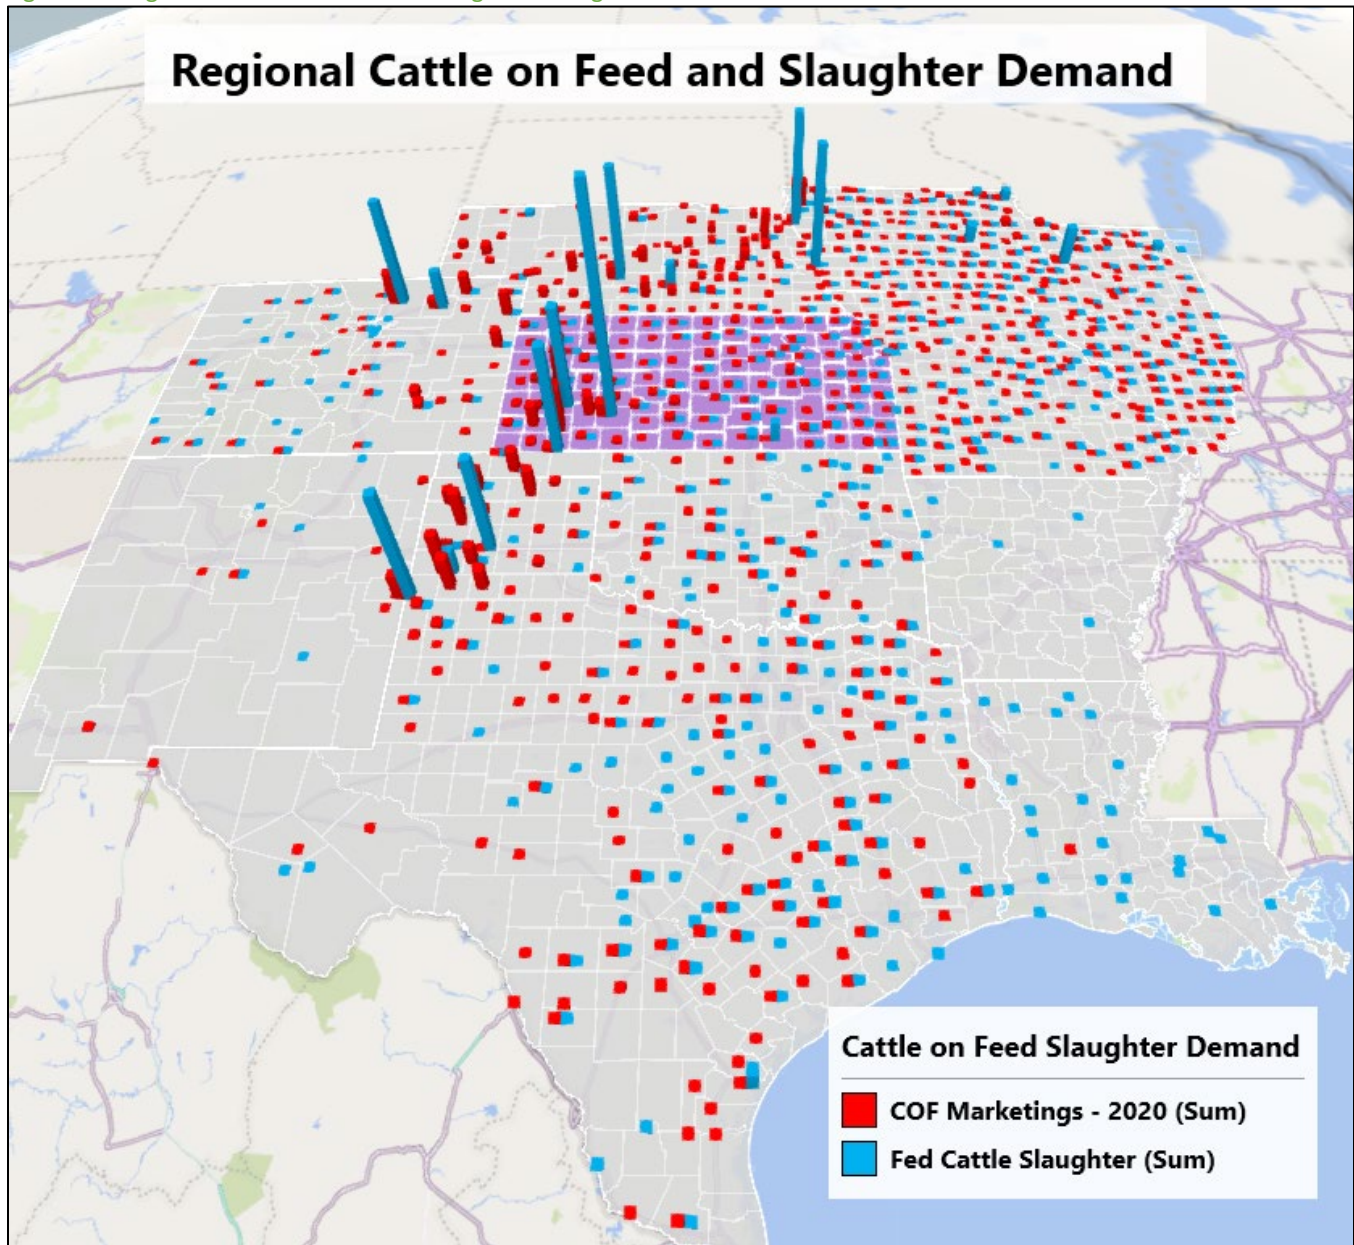 Regional Cattle on Feed and Slaughter Demand
Cattle on Feed Slaughter Demand
COF Marketings - 2020 (Sum)
Fed Cattle Slaughter (Sum)